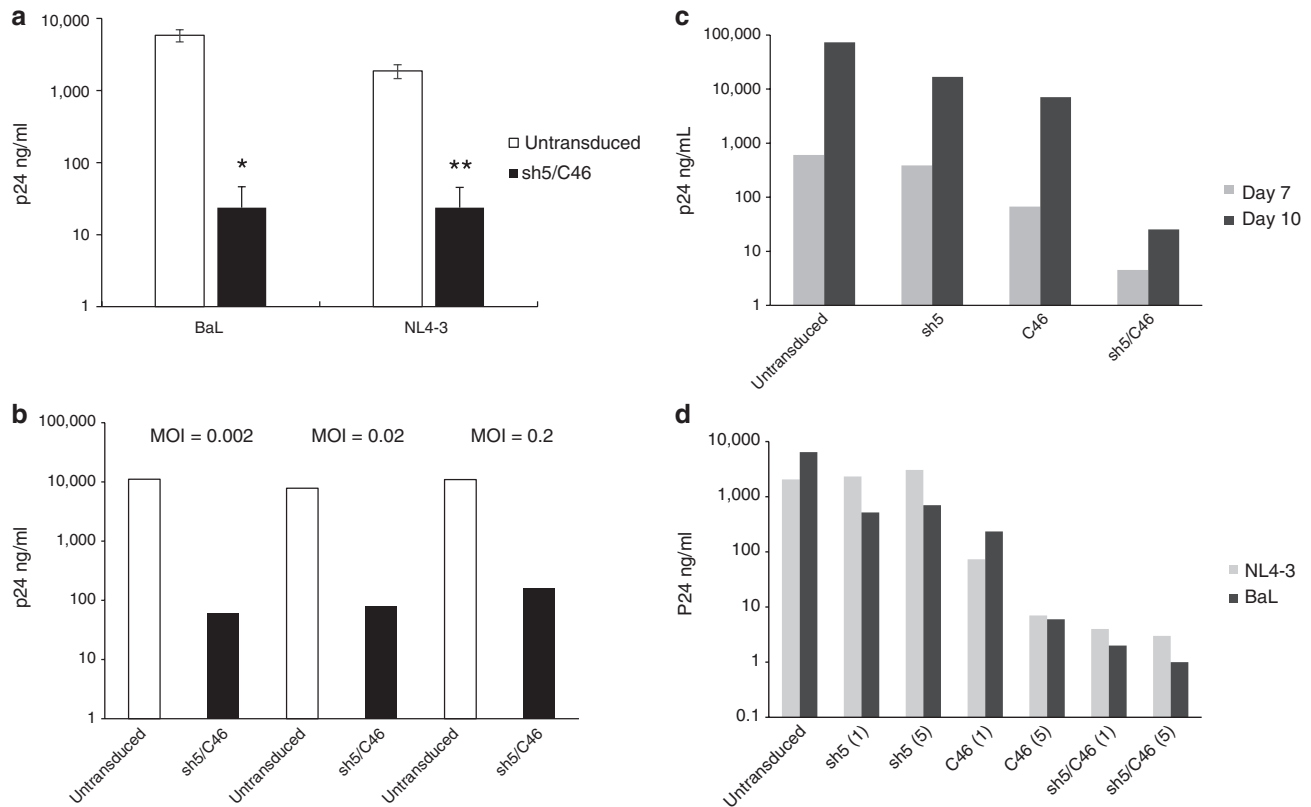 a
10,000
1,000
100
10
1
p24 ng/ml
*
**
BaL
NL4-3
Untransduced
sh5/C46
b
100,000
10,000
1,000
100
10
1
p24 ng/ml
MOI = 0.002
MOI = 0.02
MOI = 0.2
Untransduced
sh5/C46
Untransduced
sh5/C46
Untransduced
sh5/C46
c
100,000
10,000
1,000
100
10
1
p24 ng/mL
Untransduced
sh5
C46
sh5/C46
Day 7
Day 10
d
10,000
1,000
100
10
1
0.1
P24 ng/ml
Untransduced
sh5 (1)
sh5 (5)
C46 (1)
C46 (5)
sh5/C46 (1)
sh5/C46 (5)
NL4-3
BaL